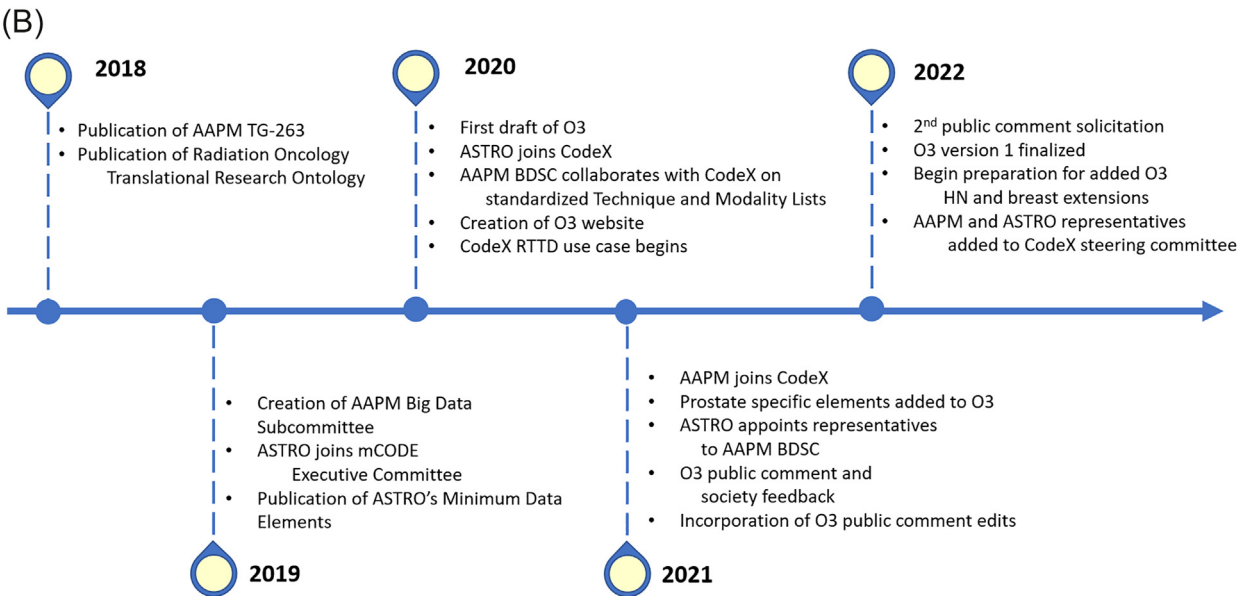 (B)
2018
• Publication of AAPM TG-263
• Publication of Radiation Oncology
Translational Research Ontology
2020
• First draft of O3
• ASTRO joins CodeX
• AAPM BDSC collaborates with CodeX on
standardized Technique and Modality Lists
• Creation of O3 website
• CodeX RTTD use case begins
2022
• 2nd public comment solicitation
• O3 version 1 finalized
• Begin preparation for added O3
HN and breast extensions
• AAPM and ASTRO representatives
added to CodeX steering committee
• Creation of AAPM Big Data
Subcommittee
• ASTRO joins mCODE
Executive Committee
• Publication of ASTRO’s Minimum Data
Elements
2019
• AAPM joins CodeX
• Prostate specific elements added to O3
• ASTRO appoints representatives
to AAPM BDSC
• O3 public comment and
society feedback
• Incorporation of O3 public comment edits
2021